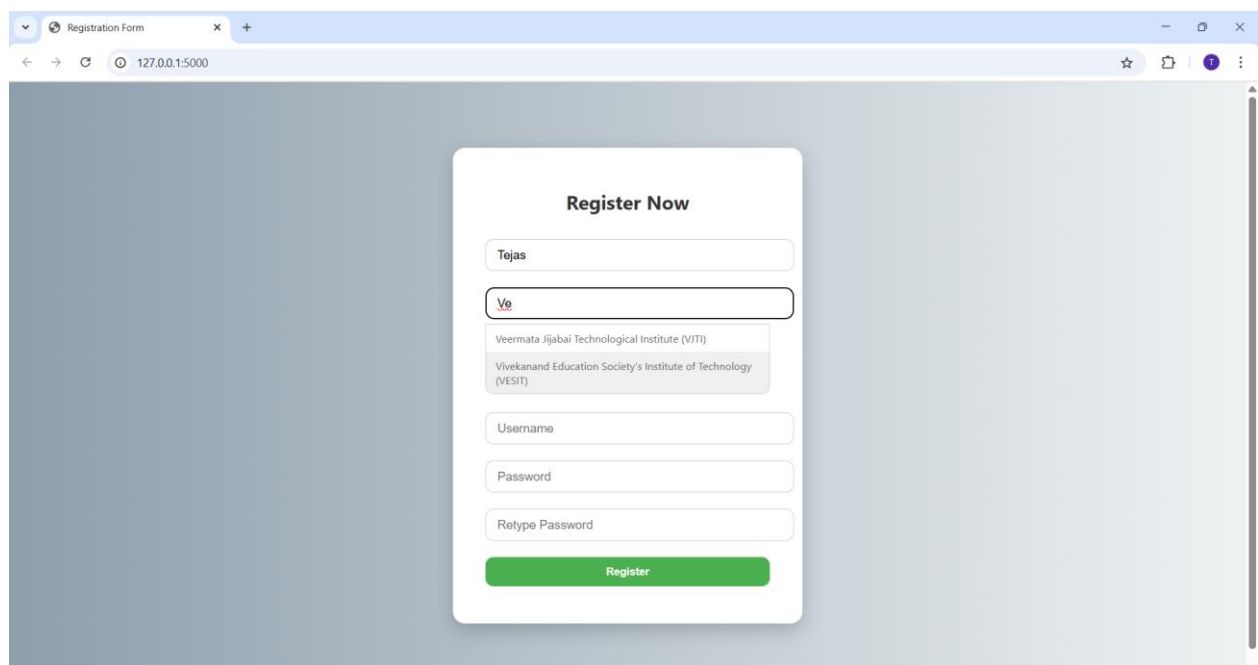 Registration Form
127.0.0.1:5000
T
Register Now
Tejas
Ve
Veermata Jijabai Technological Institute (VJTI)
Vivekanand Education Society's Institute of Technology
(VESIT)
Username
Password
Retype Password
Register